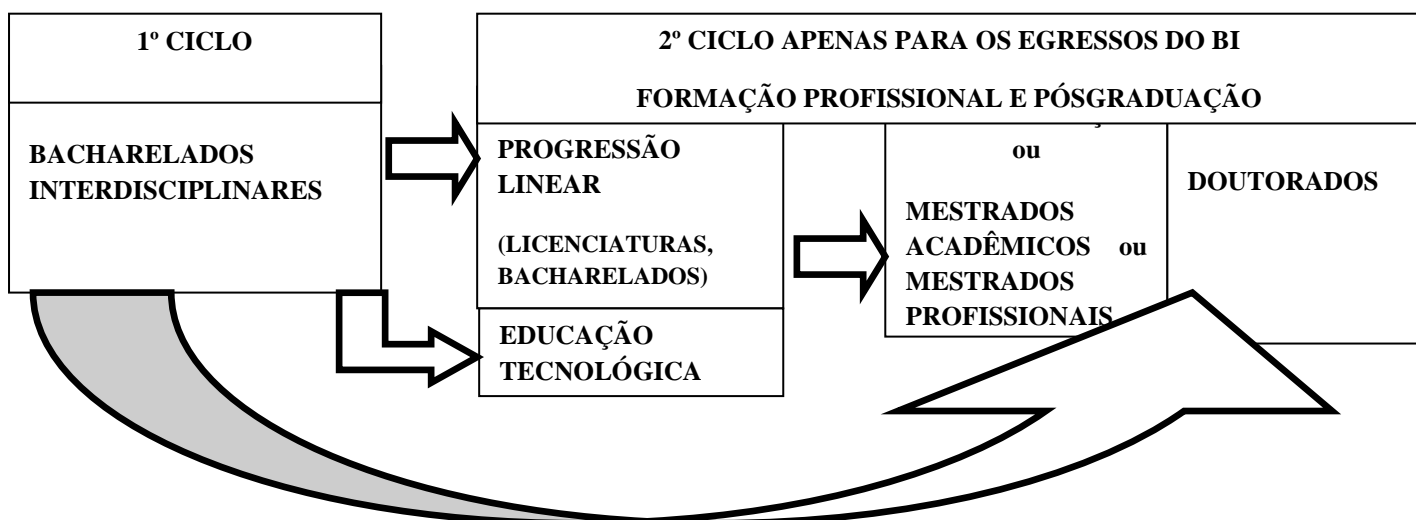 1º CICLO
BACHARELADOS
INTERDISCIPLINARES
2º CICLO APENAS PARA OS EGRESSOS DO BI
FORMAÇÃO PROFISSIONAL E PÓSGRADUAÇÃO
PROGRESSÃO
LINEAR
(LICENCIATURAS,
BACHARELADOS)
EDUCAÇÃO
TECNOLÓGICA
ou
MESTRADOS
ACADÊMICOS ou
MESTRADOS
PROFISSIONAIS
DOUTORADOS